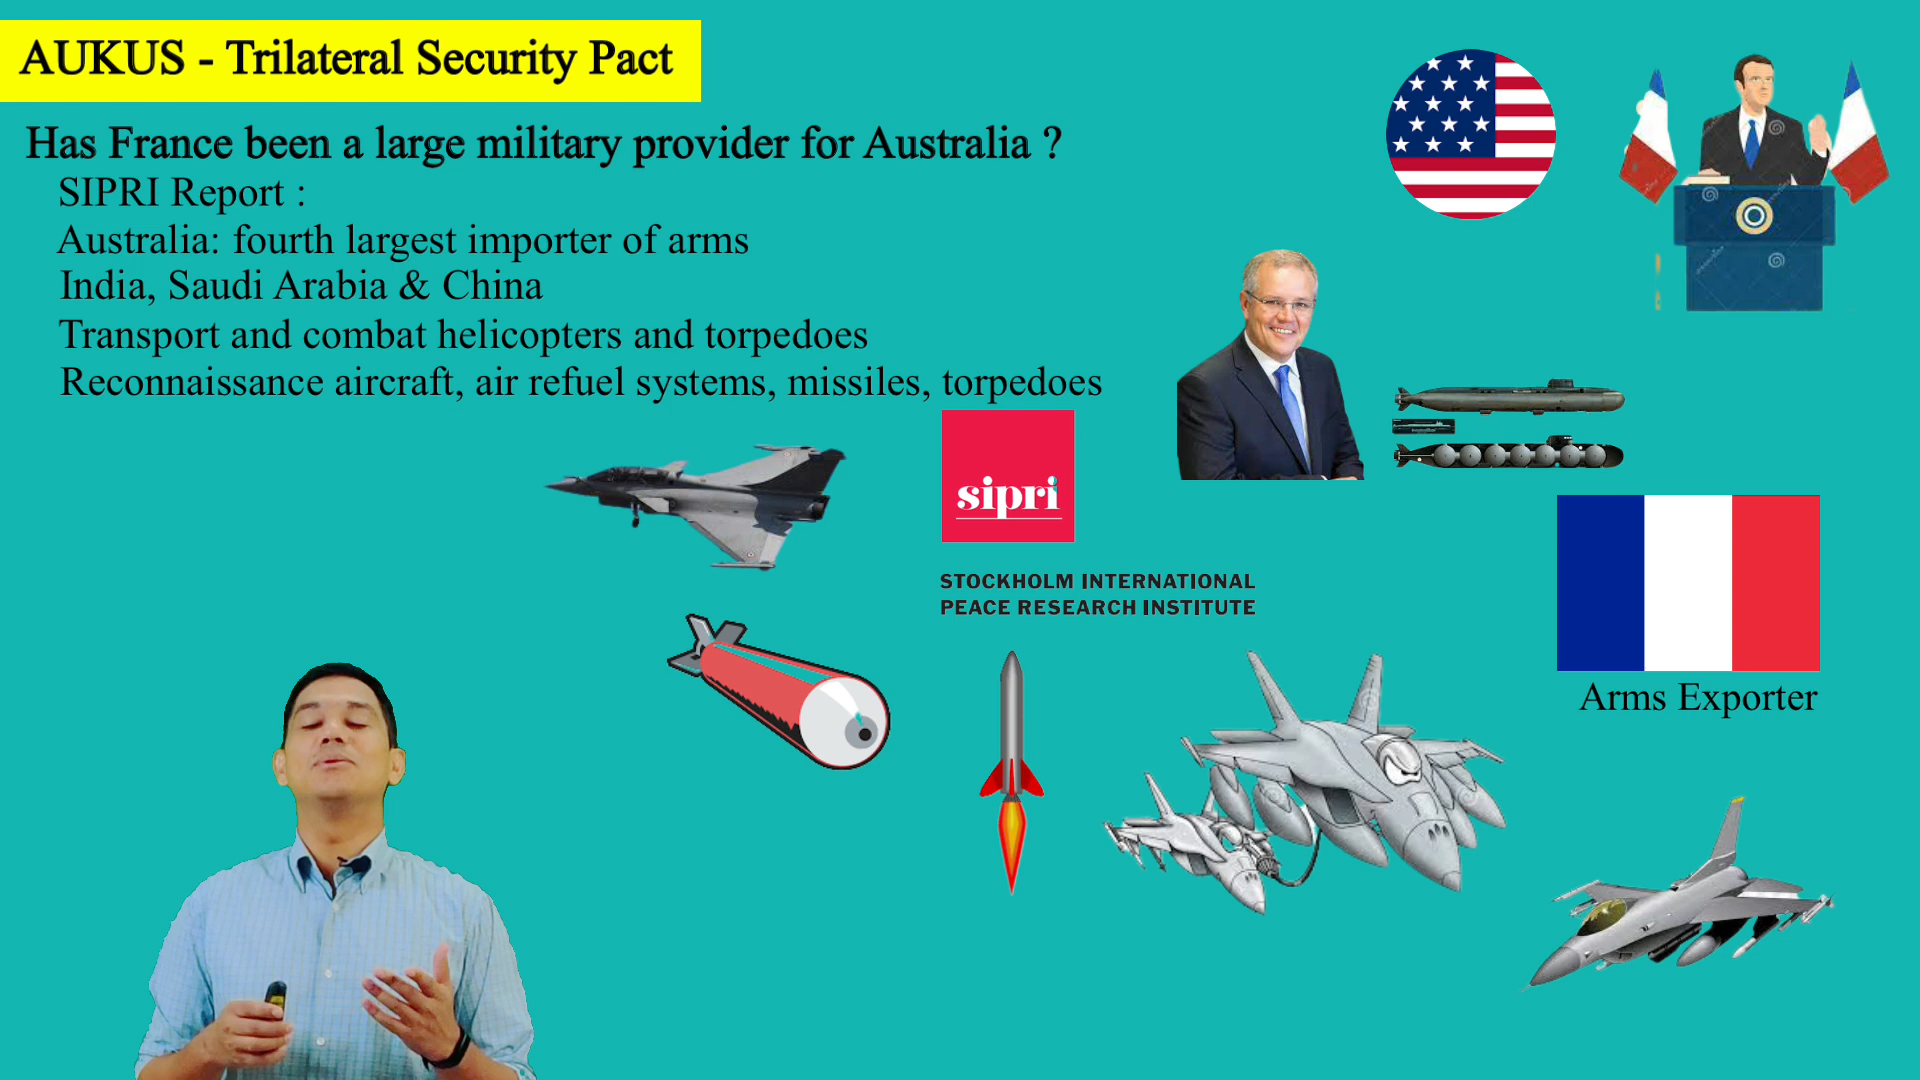 AUKUS - Trilateral Security Pact
Has France been a large military provider for Australia ?
SIPRI Report :
Australia: fourth largest importer of arms
India, Saudi Arabia & China
Transport and combat helicopters and torpedoes
Reconnaissance aircraft, air refuel systems, missiles, torpedoes
sipri
STOCKHOLM INTERNATIONAL
PEACE RESEARCH INSTITUTE
Arms Exporter